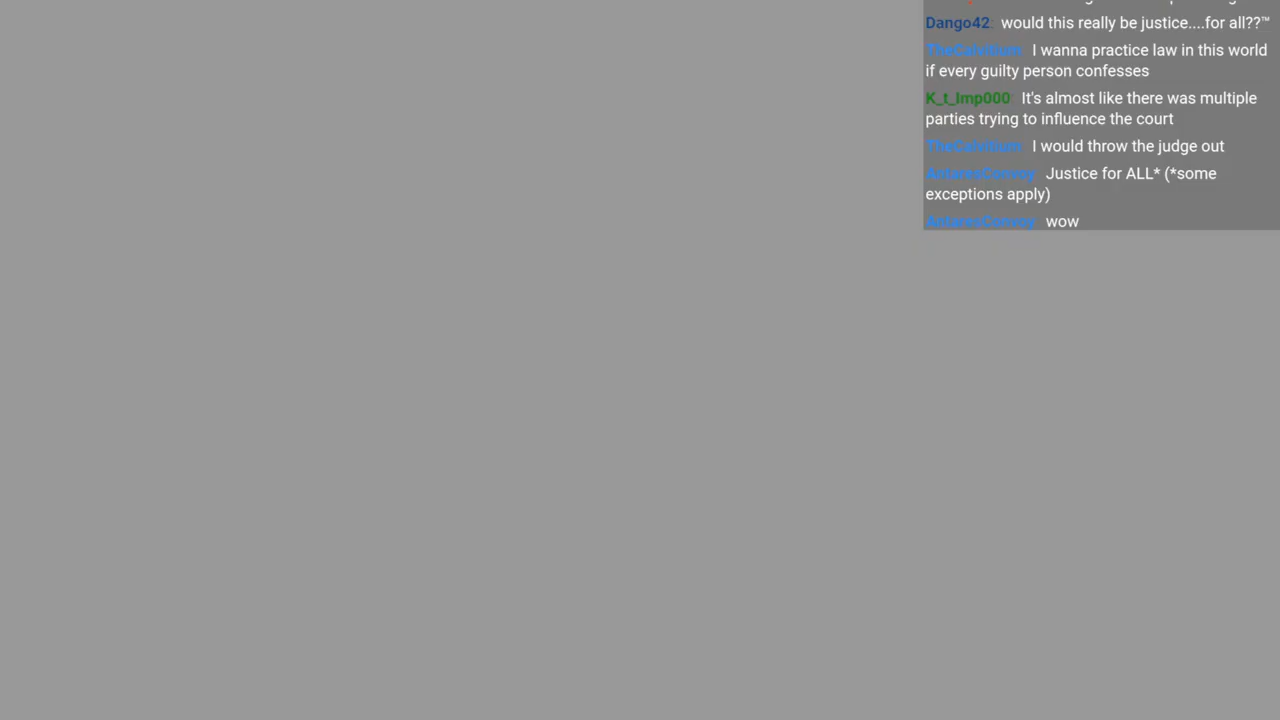 Dango42: would this really be justice....for all??™
I wanna practice law in this world
if every guilty person confesses
K_t_Imp000: It's almost like there was multiple
parties trying to influence the court
I would throw the judge out
Justice for ALL* (*some
exceptions apply)
wow